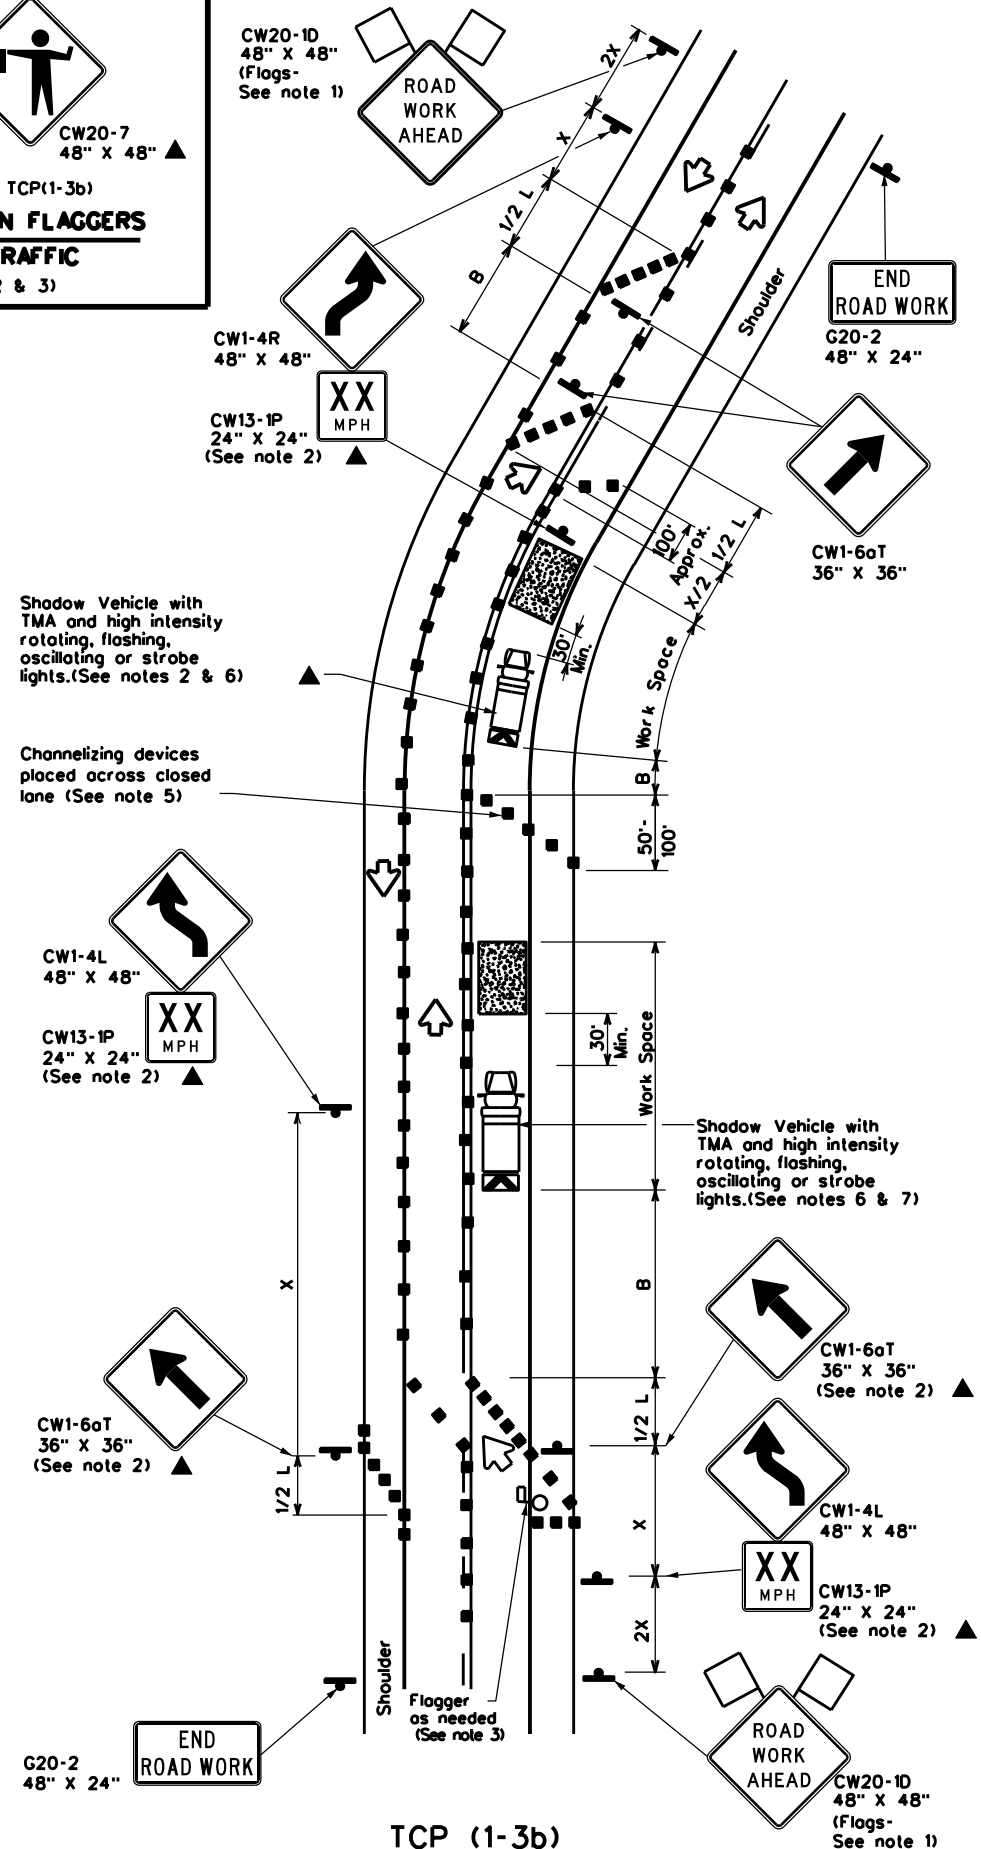 CW20-7
48" X 48"
TCP(1-3b)
N FLAGGERS
RAFFIC
2 & 3)
CW20-1D
48" X 48"
(Flags-
See note 1)
ROAD
WORK
AHEAD
2X
X
1/2 L
B
CW1-4R
48" X 48"
XX
MPH
CW13-1P
24" X 24"
(See note 2)
Shoulder
END
ROAD WORK
G20-2
48" X 24"
CW1-6aT
36" X 36"
100'
Approx.
1/2 L
X/2
Work Space
30'
Min.
B
50'-
100'
Shadow Vehicle with
TMA and high intensity
rotating, flashing,
oscillating or strobe
lights.(See notes 2 & 6)
Channelizing devices
placed across closed
lane (See note 5)
CW1-4L
48" X 48"
XX
MPH
CW13-1P
24" X 24"
(See note 2)
30'
Min.
Work Space
Shadow Vehicle with
TMA and high intensity
rotating, flashing,
oscillating or strobe
lights.(See notes 6 & 7)
X
B
CW1-6aT
36" X 36"
(See note 2)
1/2 L
CW1-6aT
36" X 36"
(See note 2)
1/2 L
X
CW1-4L
48" X 48"
XX
MPH
CW13-1P
24" X 24"
(See note 2)
2X
Shoulder
Flagger
as needed
(See note 3)
END
ROAD WORK
G20-2
48" X 24"
ROAD
WORK
AHEAD
CW20-1D
48" X 48"
(Flags-
See note 1)
TCP (1-3b)